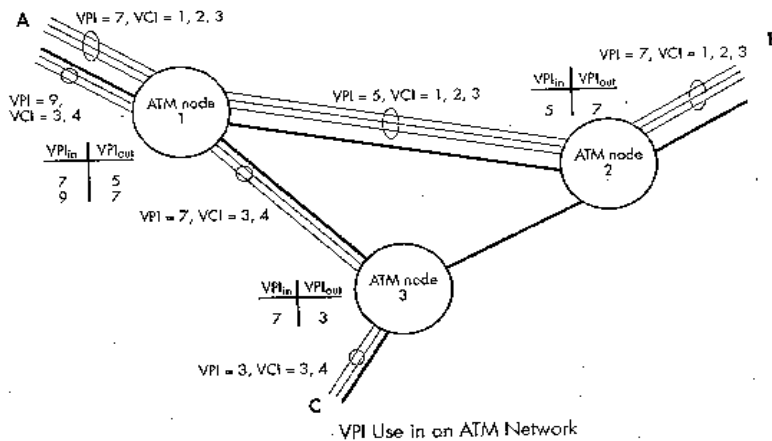 A
VPI = 7, VCI = 1, 2, 3
VPI = 7, VCI = 1, 2, 3
VPI = 9,
VCI = 3, 4
ATM node
1
VPI = 5, VCI = 1, 2, 3
VPIin VPIout
5 7
ATM node
2
VPIin VPIout
7 5
9 7
VPI = 7, VCI = 3, 4
ATM node
3
VPIin VPIout
7 3
VPI = 3, VCI = 3, 4
C
VPI Use in an ATM Network